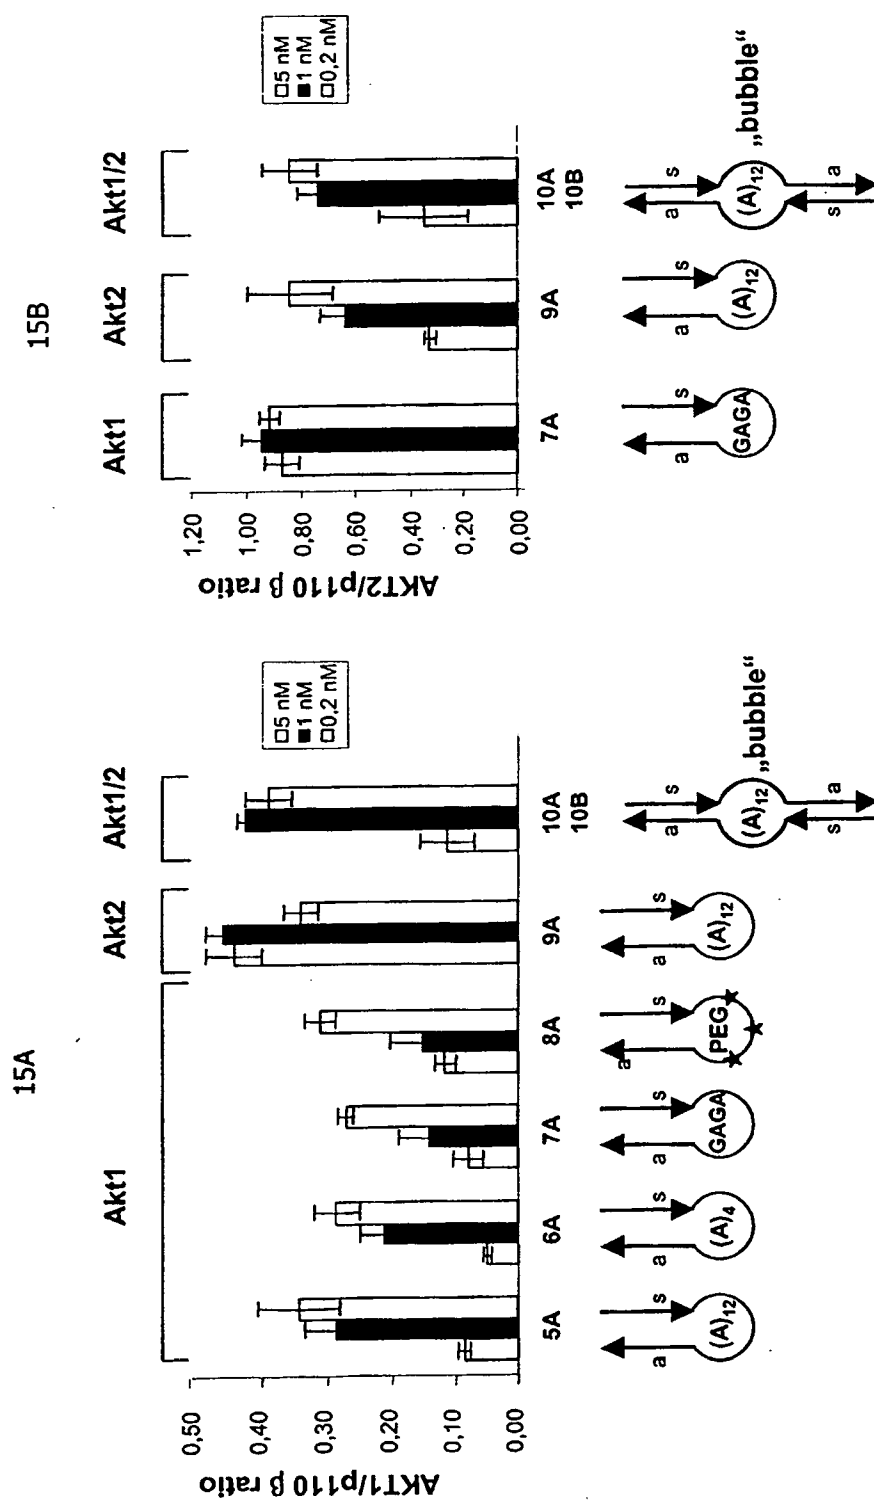 15A
Akt1
Akt2
Akt1/2
5 nM
1 nM
0,2 nM
AKT1/p110 β ratio
0,50
0,40
0,30
0,20
0,10
0,00
5A
6A
7A
8A
9A
10A
10B
a
s
(A)12
a
s
(A)4
a
s
GAGA
a
s
PEG
a
s
(A)12
a
s
(A)12
s
a
„bubble“
15B
Akt1
Akt2
Akt1/2
5 nM
1 nM
0,2 nM
AKT2/p110 β ratio
1,20
1,00
0,80
0,60
0,40
0,20
0,00
7A
9A
10A
10B
a
s
GAGA
a
s
(A)12
a
s
(A)12
s
a
„bubble“